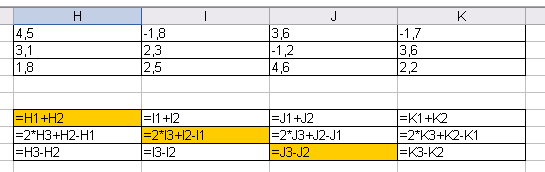 H I J K
4,5 -1,8 3,6 -1,7
3,1 2,3 -1,2 3,6
1,8 2,5 4,6 2,2
=H1+H2 =I1+I2 =J1+J2 =K1+K2
=2*H3+H2-H1 =2*I3+I2-I1 =2*J3+J2-J1 =2*K3+K2-K1
=H3-H2 =I3-I2 =J3-J2 =K3-K2